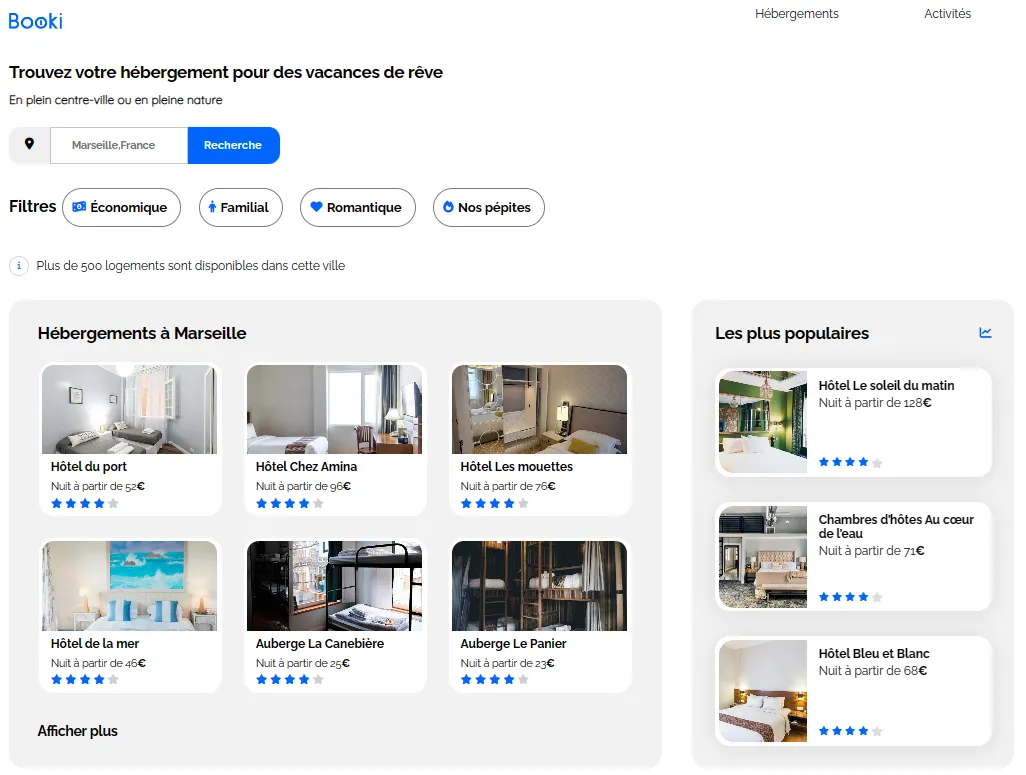 Booki
Hébergements
Activités
Trouvez votre hébergement pour des vacances de rêve
En plein centre-ville ou en pleine nature
Marseille,France
Recherche
Filtres
Économique
Familial
Romantique
Nos pépites
Plus de 500 logements sont disponibles dans cette ville
Hébergements à Marseille
Hôtel du port
Nuit à partir de 52€
Hôtel Chez Amina
Nuit à partir de 96€
Hôtel Les mouettes
Nuit à partir de 76€
Hôtel de la mer
Nuit à partir de 46€
Auberge La Canebière
Nuit à partir de 25€
Auberge Le Panier
Nuit à partir de 23€
Afficher plus
Les plus populaires
Hôtel Le soleil du matin
Nuit à partir de 128€
Chambres d'hôtes Au cœur
de l'eau
Nuit à partir de 71€
Hôtel Bleu et Blanc
Nuit à partir de 68€